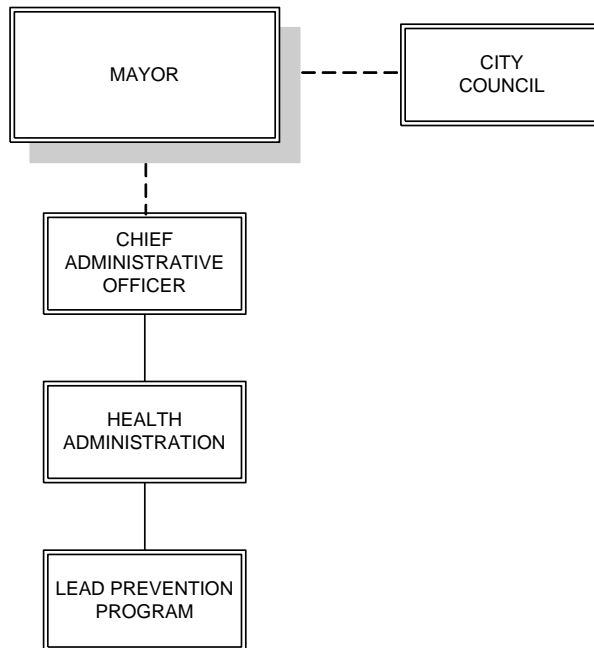 MAYOR
CITY
COUNCIL
CHIEF
ADMINISTRATIVE
OFFICER
HEALTH
ADMINISTRATION
LEAD PREVENTION
PROGRAM